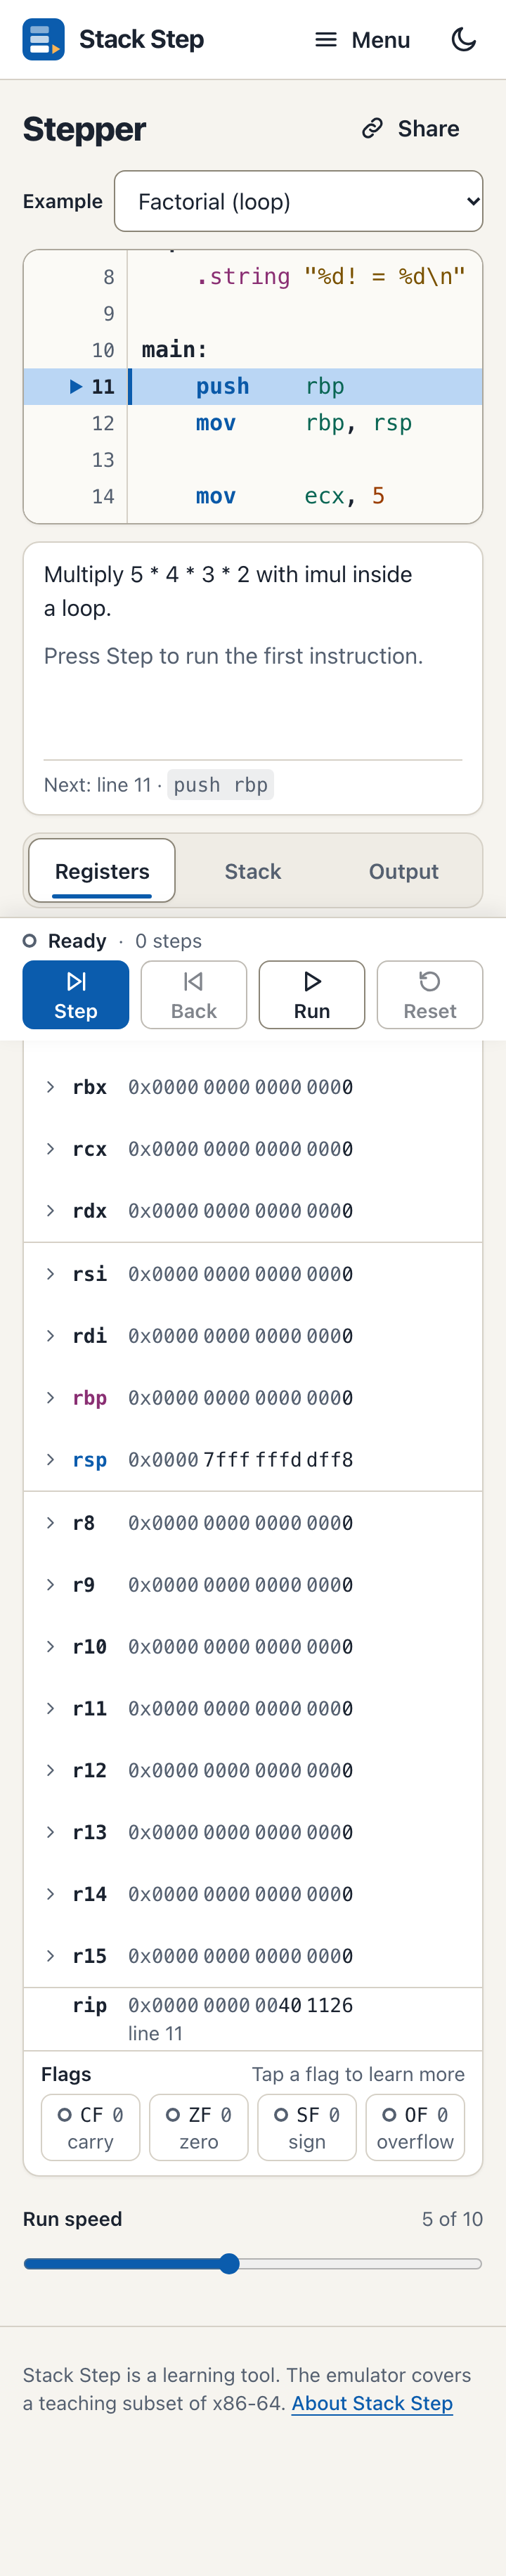 Stack Step
Menu
Stepper
Share
Example
Factorial (loop)
8 .string "%d! = %d\n"
9
10 main:
11 push rbp
12 mov rbp, rsp
13
14 mov ecx, 5
Multiply 5 * 4 * 3 * 2 with imul inside
a loop.
Press Step to run the first instruction.
Next: line 11 · push rbp
Registers Stack Output
Ready · 0 steps
Step Back Run Reset
rbx 0x0000 0000 0000 0000
rcx 0x0000 0000 0000 0000
rdx 0x0000 0000 0000 0000
rsi 0x0000 0000 0000 0000
rdi 0x0000 0000 0000 0000
rbp 0x0000 0000 0000 0000
rsp 0x0000 7fff fffd dff8
r8 0x0000 0000 0000 0000
r9 0x0000 0000 0000 0000
r10 0x0000 0000 0000 0000
r11 0x0000 0000 0000 0000
r12 0x0000 0000 0000 0000
r13 0x0000 0000 0000 0000
r14 0x0000 0000 0000 0000
r15 0x0000 0000 0000 0000
rip 0x0000 0000 0040 1126
line 11
Flags Tap a flag to learn more
CF 0 ZF 0 SF 0 OF 0
carry zero sign overflow
Run speed 5 of 10
Stack Step is a learning tool. The emulator covers
a teaching subset of x86-64. About Stack Step